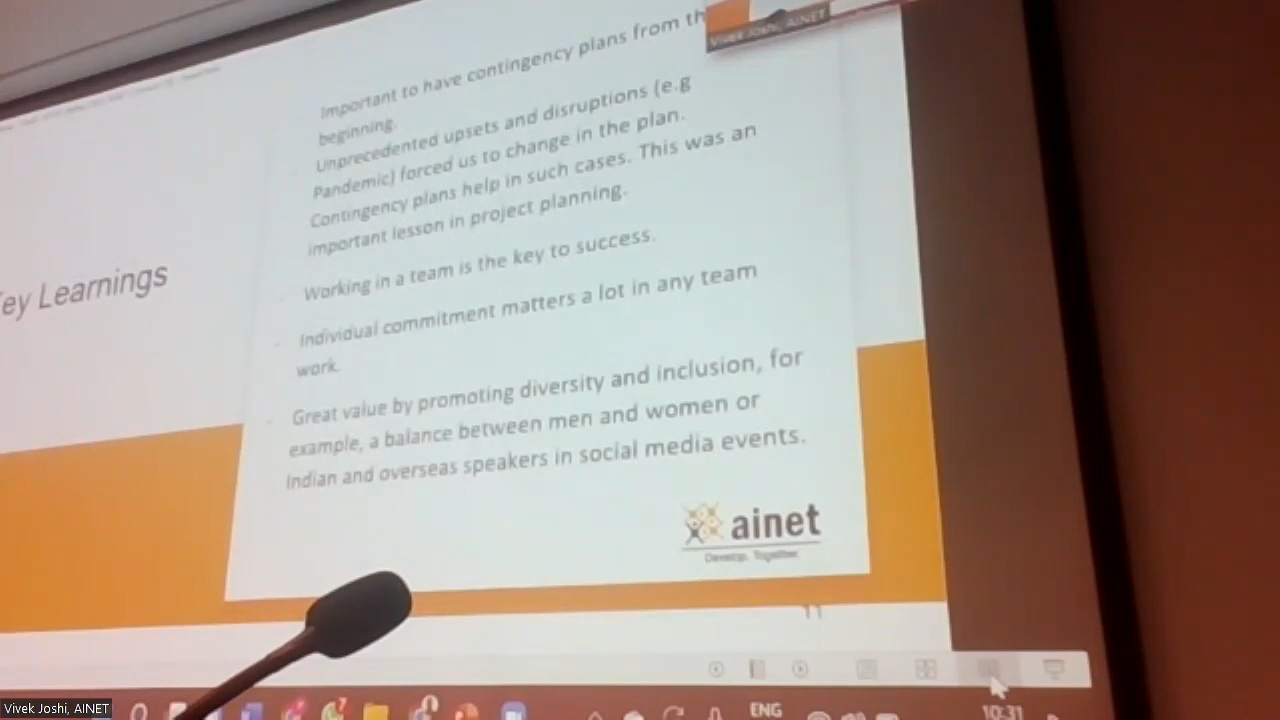 Vivek Joshi, AINET
Important to have contingency plans from th
beginning.
Unprecedented upsets and disruptions (e.g
Pandemic) forced us to change in the plan.
Contingency plans help in such cases. This was an
important lesson in project planning.
ey Learnings
Working in a team is the key to success.
Individual commitment matters a lot in any team
work.
Great value by promoting diversity and inclusion, for
example, a balance between men and women or
Indian and overseas speakers in social media events.
ainet
Develop. Together.
11
ENG
10:31
Vivek Joshi, AINET